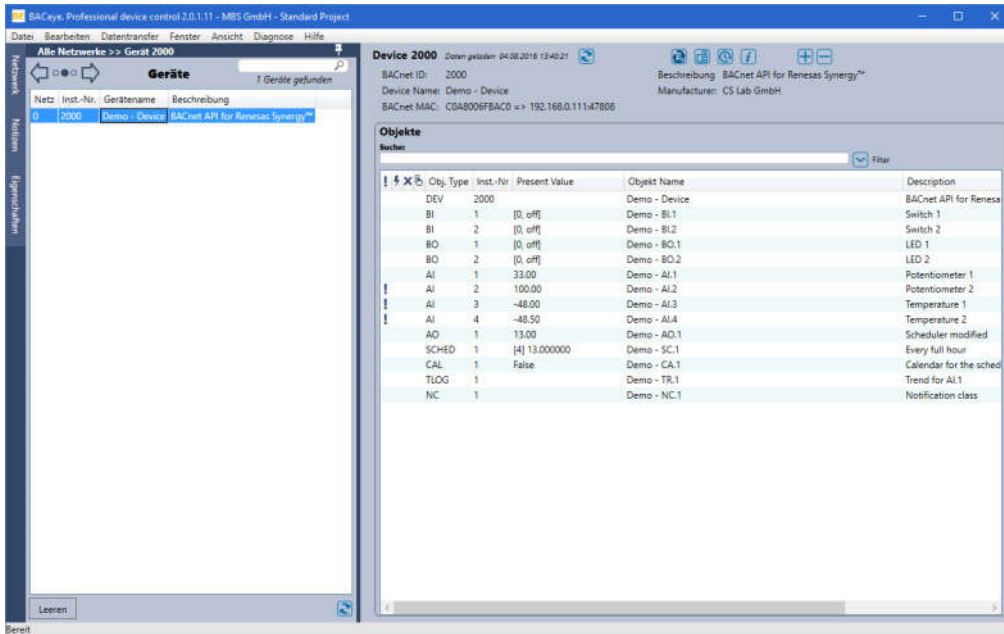 BACeye. Professional device control 2.0.1.11 - MBS GmbH - Standard Project
Datei Bearbeiten Datentransfer Fenster Ansicht Diagnose Hilfe
Netzwerk
Notizen
Eigenschaften
Alle Netzwerke >> Gerät 2000
Geräte
1 Geräte gefunden
Netz Inst.-Nr. Gerätename Beschreibung
0 2000 Demo - Device BACnet API for Renesas Synergy™
Leeren
Bereit
Device 2000 Daten geladen 04.08.2016 13:40:21
BACnet ID: 2000
Device Name: Demo - Device
BACnet MAC: C0A8006FBAC0 => 192.168.0.111:47808
Beschreibung BACnet API for Renesas Synergy™
Manufacturer: CS Lab GmbH
Objekte
Suche:
Filter
Obj. Type Inst.-Nr Present Value Objekt Name Description
DEV 2000 Demo - Device BACnet API for Renesa
BI 1 [0, off] Demo - BI.1 Switch 1
BI 2 [0, off] Demo - BI.2 Switch 2
BO 1 [0, off] Demo - BO.1 LED 1
BO 2 [0, off] Demo - BO.2 LED 2
AI 1 33.00 Demo - AI.1 Potentiometer 1
! AI 2 100.00 Demo - AI.2 Potentiometer 2
! AI 3 -48.00 Demo - AI.3 Temperature 1
! AI 4 -48.50 Demo - AI.4 Temperature 2
AO 1 13.00 Demo - AO.1 Scheduler modified
SCHED 1 [4] 13.000000 Demo - SC.1 Every full hour
CAL 1 False Demo - CA.1 Calendar for the sched
TLOG 1 Demo - TR.1 Trend for AI.1
NC 1 Demo - NC.1 Notification class